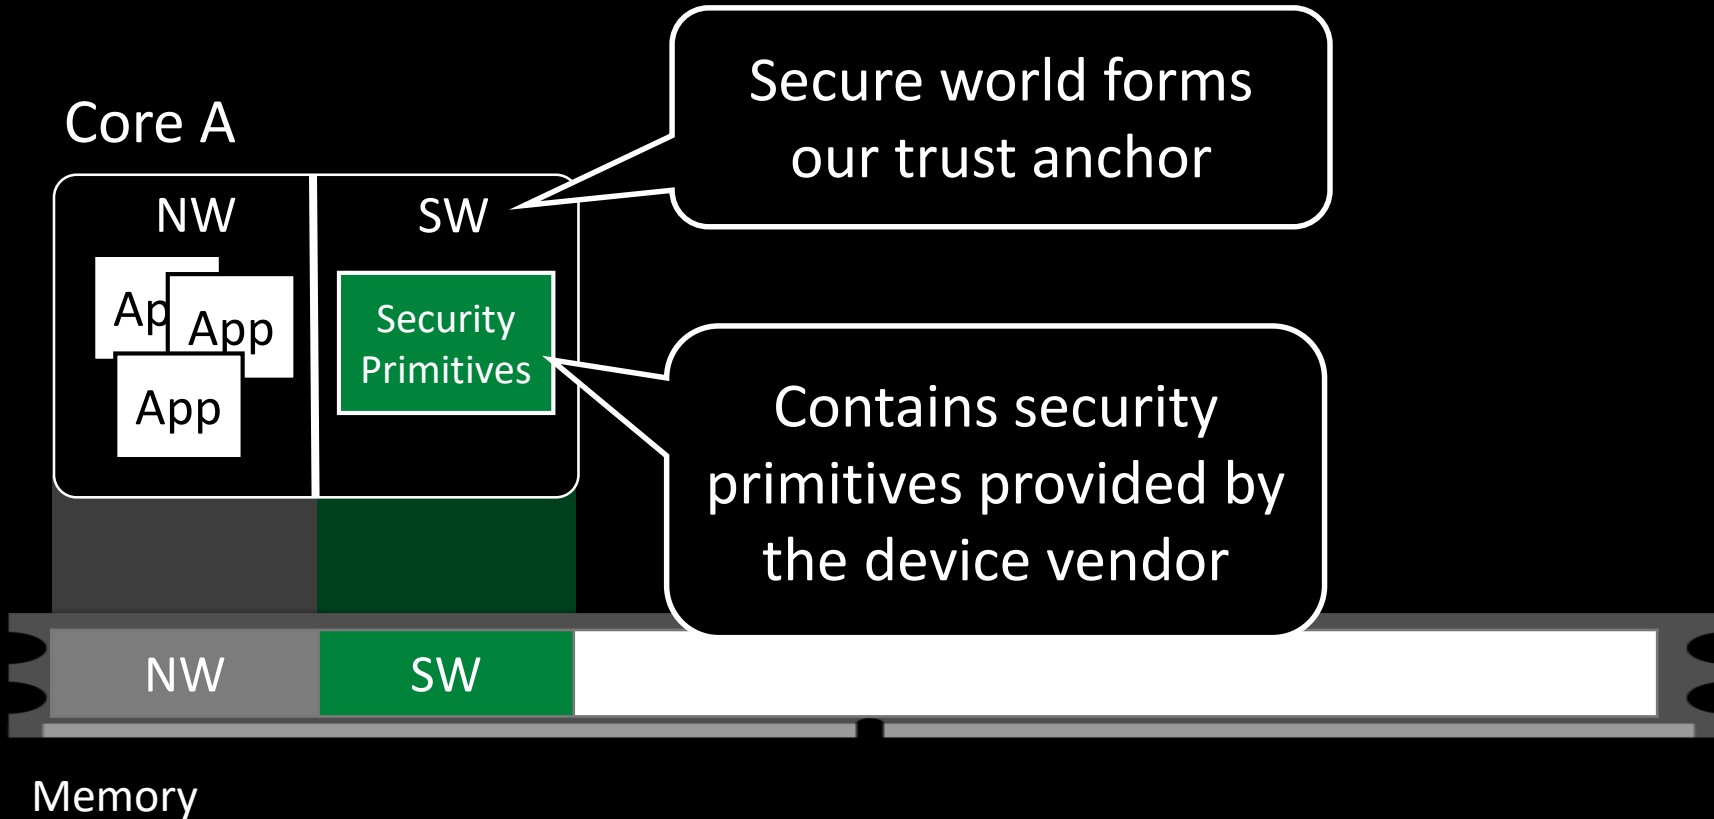 Core A
NW
SW
App
App
App
Security
Primitives
Secure world forms
our trust anchor
Contains security
primitives provided by
the device vendor
NW
SW
Memory